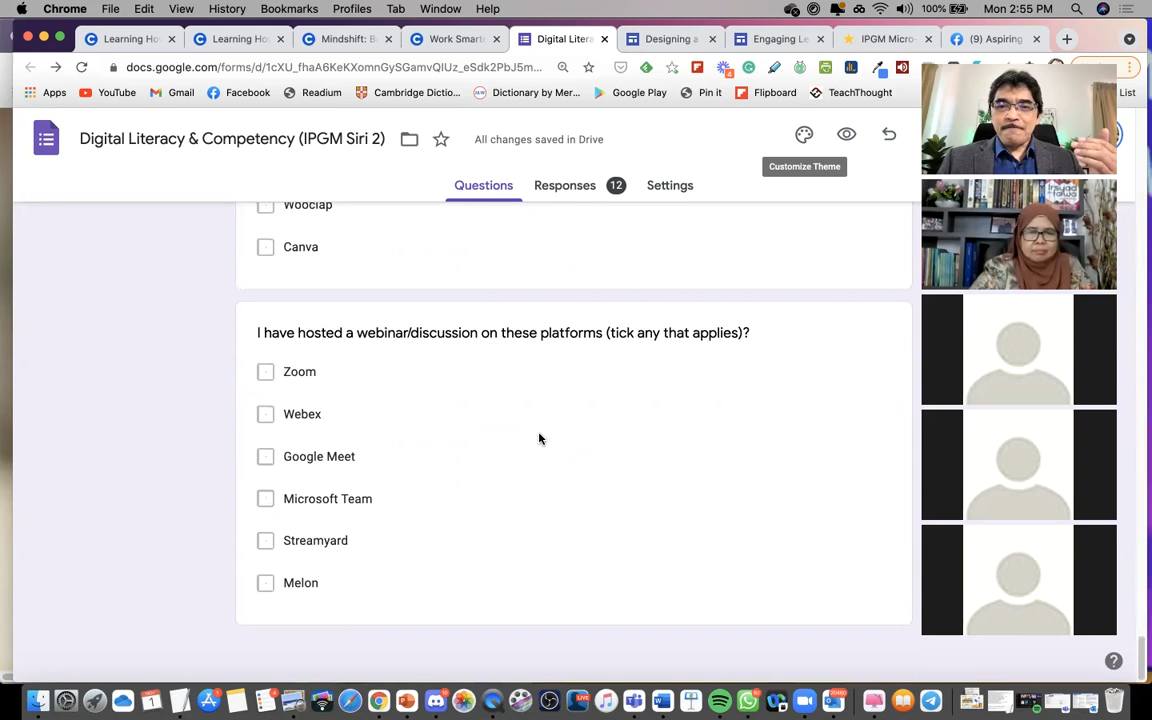 Chrome File Edit View History Bookmarks Profiles Tab Window Help 100% Mon 2:55 PM
Learning Ho Learning Ho Mindshift: B Work Smart Digital Litera Designing a Engaging Le IPGM Micro- (9) Aspiring
docs.google.com/forms/d/1cXU_fhaA6KeKXomnGySGamvQIUz_eSdk2PbJ5m...
Apps YouTube Gmail Facebook Readium Cambridge Dictio... Dictionary by Mer... Google Play Pin it Flipboard TeachThought List
Digital Literacy & Competency (IPGM Siri 2) All changes saved in Drive
Customize Theme
Questions Responses 12 Settings
Wooclap
Canva
I have hosted a webinar/discussion on these platforms (tick any that applies)?
Zoom
Webex
Google Meet
Microsoft Team
Streamyard
Melon